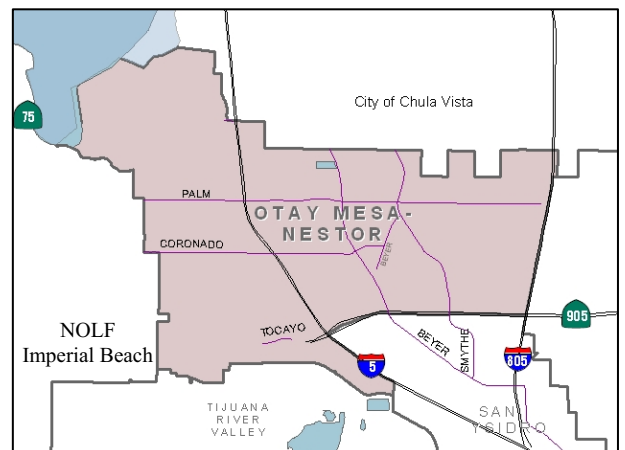 City of Chula Vista
75
PALM
OTAY MESA-
NESTOR
CORONADO
BEYER
905
NOLF
Imperial Beach
TOCAYO
BEYER
SMYTHE
805
5
TIJUANA
RIVER
VALLEY
SAN
YSIDRO